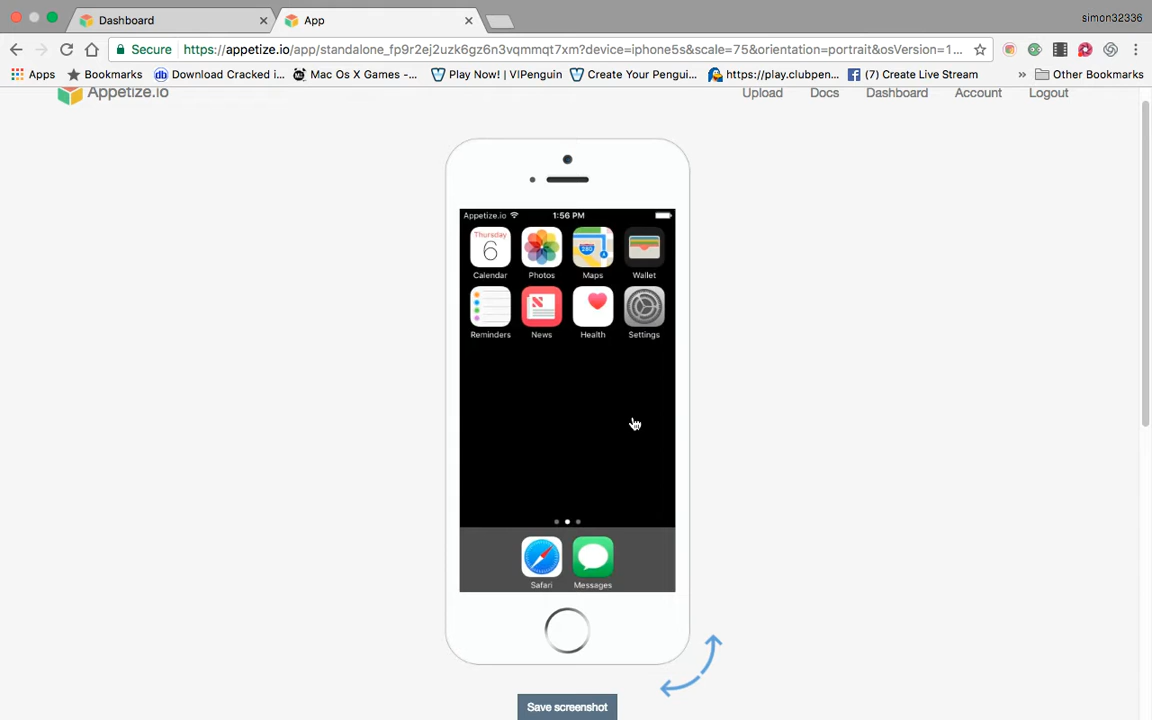 Dashboard
App
simon32336
Secure
https://appetize.io/app/standalone_fp9r2ej2uzk6gz6n3vqmmqt7xm?device=iphone5s&scale=75&orientation=portrait&osVersion=1...
Apps
Bookmarks
Download Cracked i...
Mac Os X Games -...
Play Now! | V!Penguin
Create Your Pengui...
https://play.clubpen...
(7) Create Live Stream
»
Other Bookmarks
Appetize.io
Upload
Docs
Dashboard
Account
Logout
Appetize.io
1:56 PM
Thursday
6
280
Calendar
Photos
Maps
Wallet
Reminders
News
Health
Settings
Safari
Messages
Save screenshot